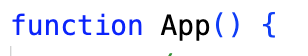 function App() {